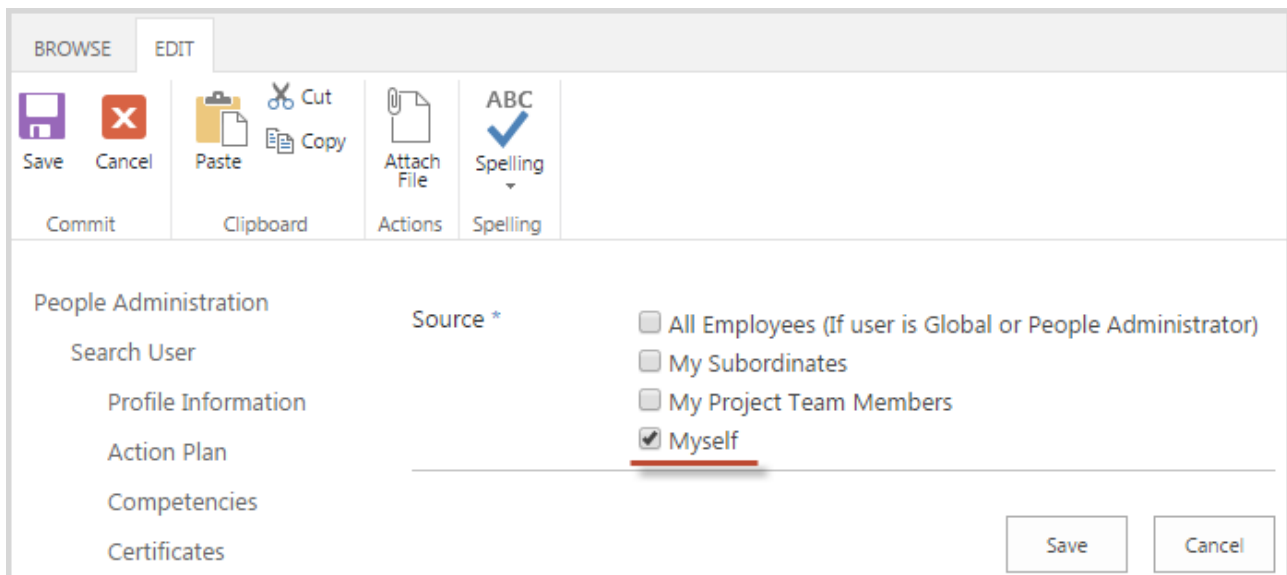 BROWSE EDIT
Save
Cancel
Paste
Cut
Copy
Attach
File
ABC
Spelling
Commit
Clipboard
Actions
Spelling
People Administration
Search User
Profile Information
Action Plan
Competencies
Certificates
Source *
All Employees (If user is Global or People Administrator)
My Subordinates
My Project Team Members
Myself
Save
Cancel